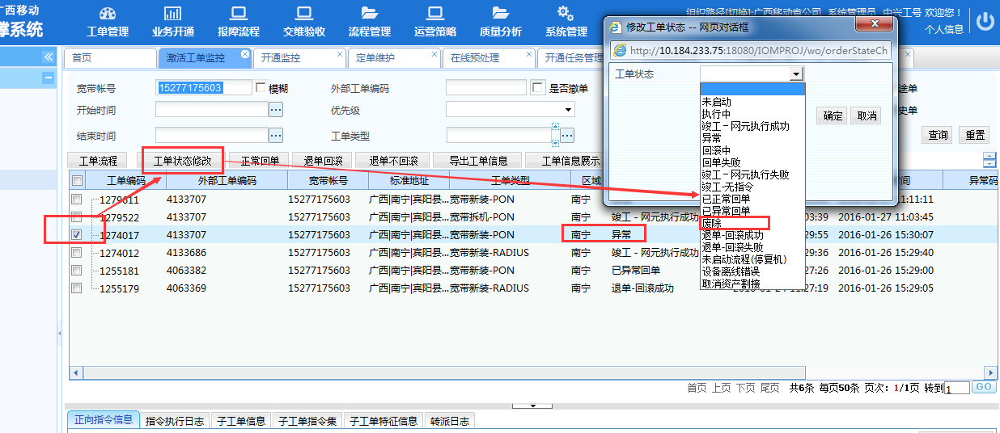 广西移动
撑系统
工单管理
业务开通
报障流程
交维验收
流程管理
运营策略
质量分析
系统管理
组织路径[切换]:广西移动省公司 系统管理员 中兴工号 欢迎您！
个人信息
首页
激活工单监控
开通监控
定单维护
在线预处理
开通任务管理
宽带帐号
15277175603
模糊
外部工单编码
是否撤单
途单
开始时间
优先级
史单
结束时间
工单类型
查询
重置
工单流程
工单状态修改
正常回单
退单回滚
退单不回滚
导出工单信息
工单信息展示
工单编码 外部工单编码 宽带帐号 标准地址 工单类型 区域 间 异常码
1279611 4133707 15277175603 广西|南宁|宾阳县... 宽带新装-PON 南宁 :11:11
1279522 4133707 15277175603 广西|南宁|宾阳县... 宽带拆机-PON 南宁 竣工－网元执行成功 :03:39 2016-01-27 11:03:45
1274017 4133707 15277175603 广西|南宁|宾阳县... 宽带新装-PON 南宁 异常 :29:55 2016-01-26 15:30:07
1274012 4133686 15277175603 广西|南宁|宾阳县... 宽带新装-RADIUS 南宁 竣工－网元执行成功 :29:36 2016-01-26 15:29:40
1255181 4063382 15277175603 广西|南宁|宾阳县... 宽带新装-PON 南宁 已异常回单 :27:26 2016-01-26 15:29:00
1255179 4063369 15277175603 广西|南宁|宾阳县... 宽带新装-RADIUS 南宁 退单-回滚成功 :27:19 2016-01-26 15:29:05
修改工单状态 -- 网页对话框
http://10.184.233.75:18080/IOMPROJ/wo/orderStateCh
工单状态
确定
取消
未启动
执行中
竣工－网元执行成功
异常
回滚中
回单失败
竣工－网元执行失败
竣工-无指令
已正常回单
已异常回单
废除
退单-回滚成功
退单-回滚失败
未启动流程(停复机)
设备离线错误
取消资产割接
首页 上页 下页 尾页 共6条 每页50条 页次：1/1页 转到 1 GO
正向指令信息
指令执行日志
子工单信息
子工单指令集
子工单特征信息
转派日志